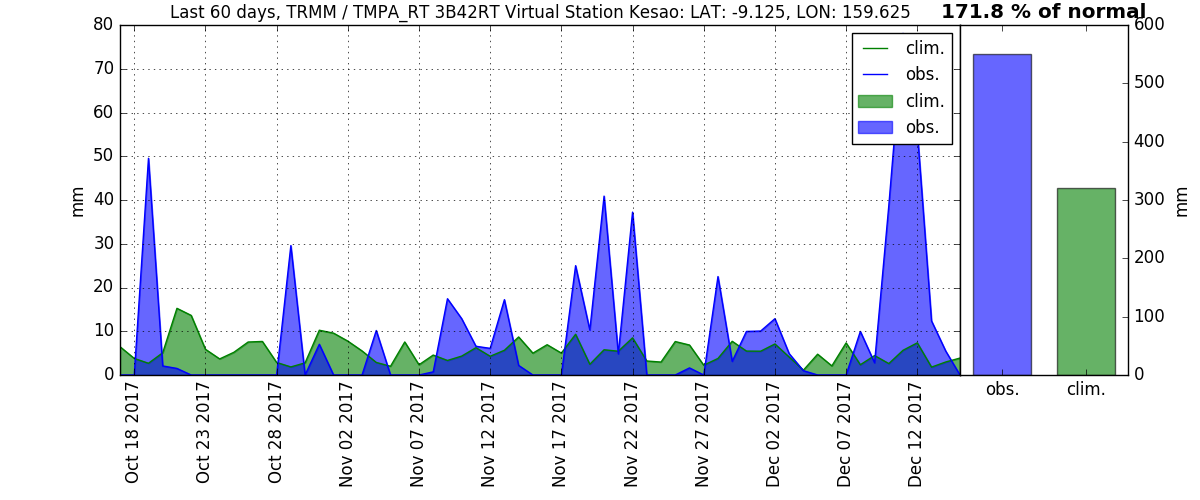 Last 60 days, TRMM / TMPA_RT 3B42RT Virtual Station Kesao: LAT: -9.125, LON: 159.625
171.8 % of normal
80
70
60
50
40
30
20
10
0
mm
clim.
obs.
clim.
obs.
600
500
400
300
200
100
0
mm
Oct 18 2017
Oct 23 2017
Oct 28 2017
Nov 02 2017
Nov 07 2017
Nov 12 2017
Nov 17 2017
Nov 22 2017
Nov 27 2017
Dec 02 2017
Dec 07 2017
Dec 12 2017
obs.
clim.